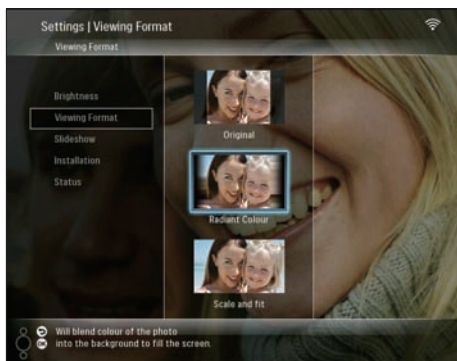 Settings | Viewing Format
Viewing Format
Brightness
Viewing Format
Slideshow
Installation
Status
Original
Radiant Colour
Scale and fit
Will blend colour of the photo
OK into the background to fill the screen.